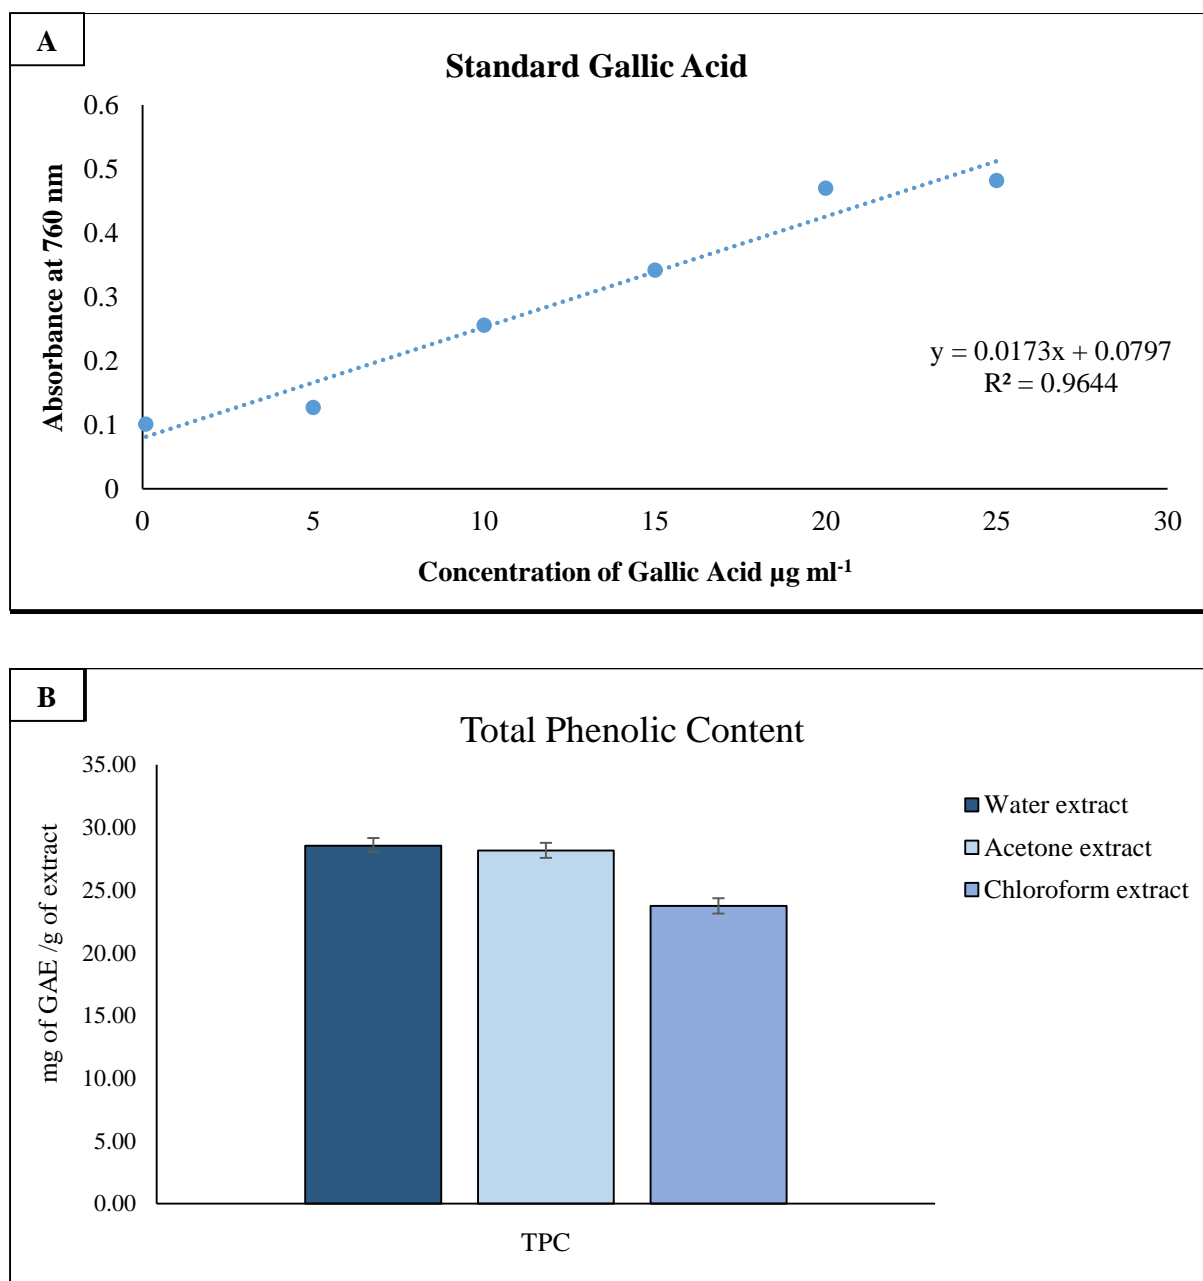 A
Standard Gallic Acid
0.6
0.5
0.4
0.3
0.2
0.1
0
Absorbance at 760 nm
y = 0.0173x + 0.0797
R² = 0.9644
0 5 10 15 20 25 30
Concentration of Gallic Acid µg ml⁻¹
B
Total Phenolic Content
35.00
30.00
25.00
20.00
15.00
10.00
5.00
0.00
mg of GAE /g of extract
Water extract
Acetone extract
Chloroform extract
TPC